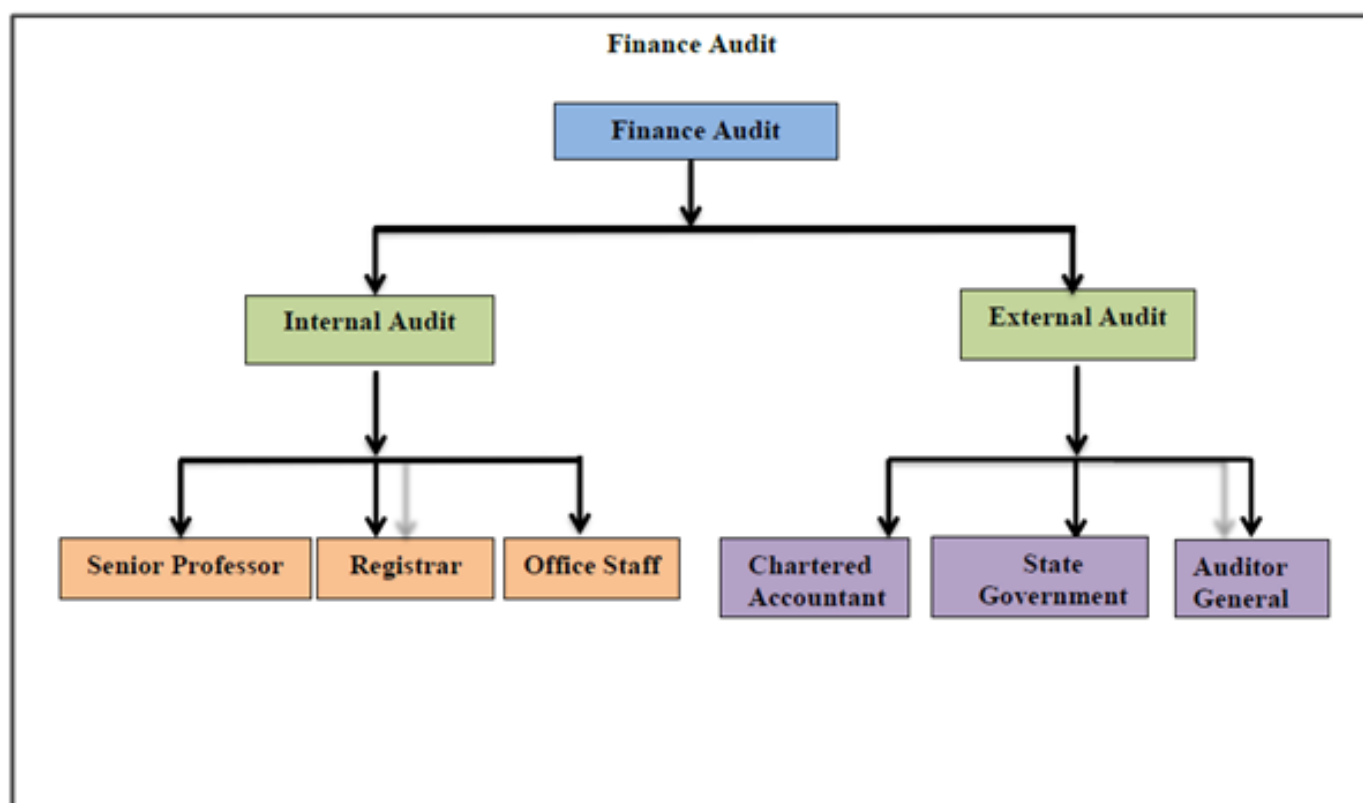 Finance Audit
Finance Audit
Internal Audit
External Audit
Senior Professor
Registrar
Office Staff
Chartered
Accountant
State
Government
Auditor
General